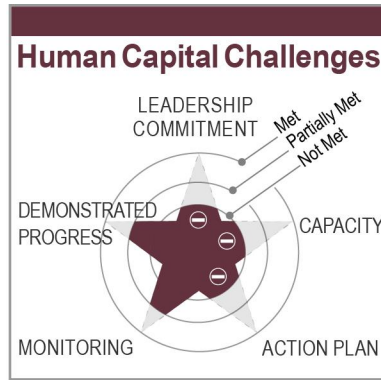 Human Capital Challenges
LEADERSHIP
COMMITMENT
Met
Partially Met
Not Met
DEMONSTRATED
PROGRESS
CAPACITY
MONITORING
ACTION PLAN